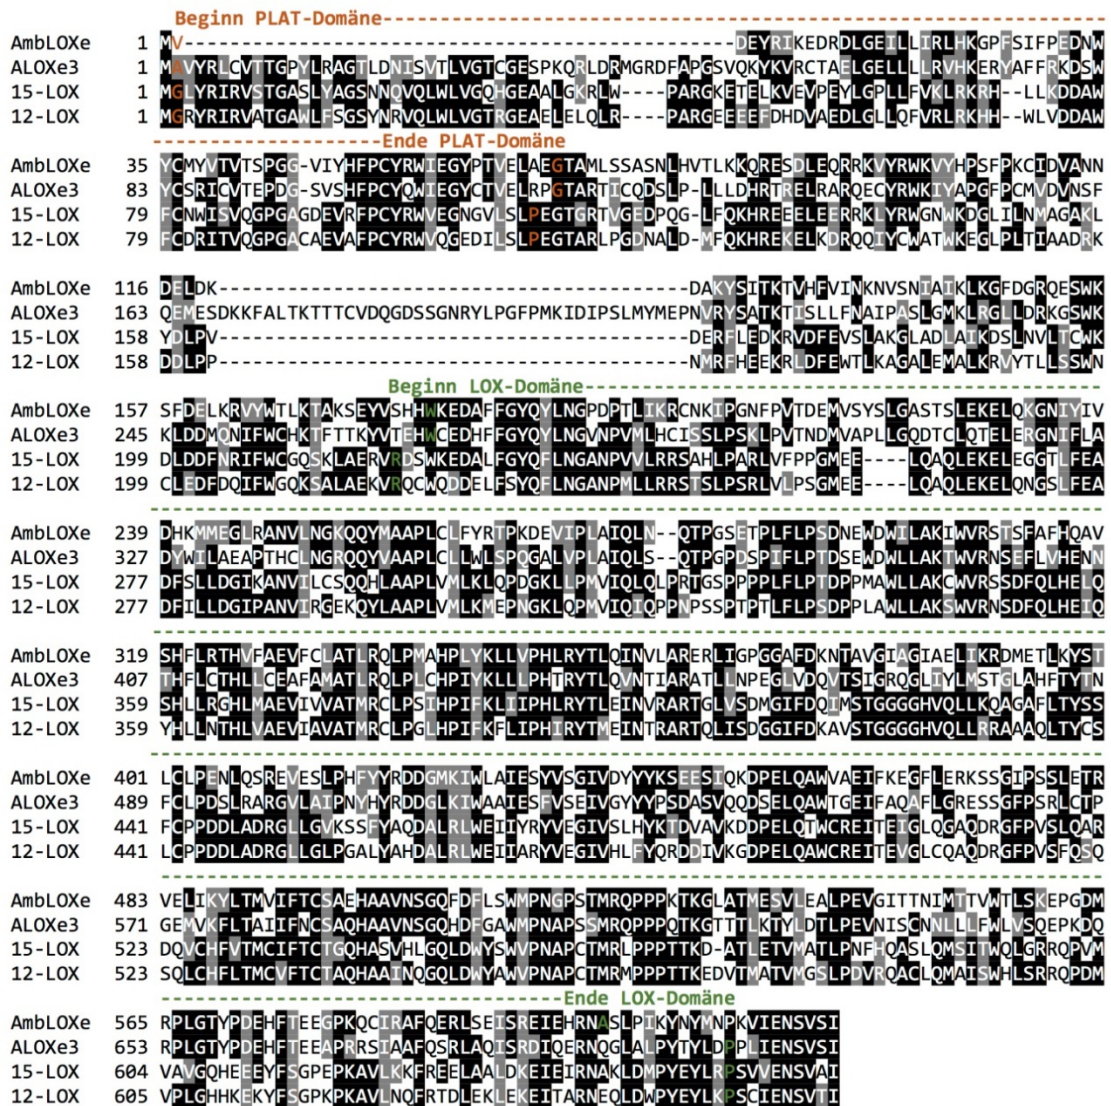 Beginn PLAT-Domäne------------------------------------------------------------
AmbLOXe 1 MV----------------------------------------------DEYRIKEDRDLGEILLIRLHKGPFSIFPEDNW
ALOXe3 1 MAVYRLCVTTGPYLRAGTLDNISVTLVGTCGESPKQRLDRMGRDFAPGSVQKYKVRCTAELGELLLLRVHKERYAFFRKDSW
15-LOX 1 MGLYRIRVSTGASLYAGSNNQVQLWLVGQHGEAALGKRLW----PARGKETELKVEVPEYLGPLLFVKLRKRH--LLKDDAW
12-LOX 1 MGRYRIRVATGAWLFSGSYNRVQLWLVGTRGEAELELQLR----PARGEEEEFDHDVAEDLGLLQFVRLRKHH--WLVDDAW
-------------------Ende PLAT-Domäne
AmbLOXe 35 YCMYVTVTSPGG-VIYHFPCYRWIEGYPTVELAEGTAMLSSASNLHVTLKKQRESDLEQRRKVYRWKVYHPSFPKCIDVANN
ALOXe3 83 YCSRICVTEPDG-SVSHFPCYQWIEGYCTVELRPGTARTICQDSLP-LLLDHRTRELRARQECYRWKIYAPGFPCMVDVNSF
15-LOX 79 FCNWISVQGPGAGDEVRFPCYRWVEGNGVLSLPEGTGRTVGEDPQG-LFQKHREEELEERRKLYRWGNWKDGLILNMAGAKL
12-LOX 79 FCDRITVQGPGACAEVAFPCYRWVQGEDILSLPEGTARLPGDNALD-MFQKHREKELKDRQQIYCWATWKEGLPLTIAADRK
AmbLOXe 116 DELDK-----------------------------------------DAKYSITKTVHFVINKNVSNIAIKLKGFDGRQESWK
ALOXe3 163 QEMESDKKFALTKTTTCVDQGDSSGNRYLPGFPMKIDIPSLMYMEPNVRYSATKTISLLFNAIPASLGMKLRGLLDRKGSWK
15-LOX 158 YDLPV-----------------------------------------DERFLEDKRVDFEVSLAKGLADLAIKDSLNVLTCWK
12-LOX 158 DDLPP-----------------------------------------NMRFHEEKRLDFEWTLKAGALEMALKRVYTLLSSWN
Beginn LOX-Domäne---------------------------------------------
AmbLOXe 157 SFDELKRVYWTLKTAKSEYVSHHWKEDAFFGYQYLNGPDPTLIKRCNKIPGNFPVTDEMVSYSLGASTSLEKELQKGNIYIV
ALOXe3 245 KLDDMQNIFWCHKTFTTKYVTEHWCEDHFFGYQYLNGVNPVMLHCISSLPSKLPVTNDMVAPLLGQDTCLQTELERGNIFLA
15-LOX 199 DLDDFNRIFWCGQSKLAERVRDSWKEDALFGYQFLNGANPVVLRRSAHLPARLVFPPGMEE----LQAQLEKELEGGTLFEA
12-LOX 199 CLEDFDQIFWGQKSALAEKVRQCWQDDELFSYQFLNGANPMLLRRSTSLPSRLVLPSGMEE----LQAQLEKELQNGSLFEA
----------------------------------------------------------------------------------
AmbLOXe 239 DHKMMEGLRANVLNGKQQYMAAPLCLFYRTPKDEVIPLAIQLN--QTPGSETPLFLPSDNEWDWILAKIWVRSTSFAFHQAV
ALOXe3 327 DYWILAEAPTHCLNGRQQYVAAPLCLLWLSPQGALVPLAIQLS--QTPGPDSPIFLPTDSEWDWLLAKTWVRNSEFLVHENN
15-LOX 277 DFSLLDGIKANVILCSQQHLAAPLVMLKLQPDGKLLPMVIQLQLPRTGSPPPPLFLPTDPPMAWLLAKCWVRSSDFQLHELQ
12-LOX 277 DFILLDGIPANVIRGEKQYLAAPLVMLKMEPNGKLQPMVIQIQPPNPSSPTPTLFLPSDPPLAWLLAKSWVRNSDFQLHEIQ
----------------------------------------------------------------------------------
AmbLOXe 319 SHFLRTHVFAEVFCLATLRQLPMAHPLYKLLVPHLRYTLQINVLARERLIGPGGAFDKNTAVGIAGIAELIKRDMETLKYST
ALOXe3 407 THFLCTHLLCEAFAMATLRQLPLCHPIYKLLLPHTRYTLQVNTIARATLLNPEGLVDQVTSIGRQGLIYLMSTGLAHFTYTN
15-LOX 359 SHLLRGHLMAEVIVVATMRCLPSIHPIFKLIIPHLRYTLEINVRARTGLVSDMGIFDQIMSTGGGGHVQLLKQAGAFLTYSS
12-LOX 359 YHLLNTHLVAEVIAVATMRCLPGLHPIFKFLIPHIRYTMEINTRARTQLISDGGIFDKAVSTGGGGHVQLLRRAAAQLTYCS
----------------------------------------------------------------------------------
AmbLOXe 401 LCLPENLQSREVESLPHFYYRDDGMKIWLAIESYVSGIVDYYYKSEESIQKDPELQAWVAEIFKEGFLERKSSGIPSSLETR
ALOXe3 489 FCLPDSLRARGVLAIPNYHYRDDGLKIWAAIESFVSEIVGYYYPSDASVQQDSELQAWTGEIFAQAFLGRESSGFPSRLCTP
15-LOX 441 FCPPDDLADRGLLGVKSSFYAQDALRLWEIIYRYVEGIVSLHYKTDVAVKDDPELQTWCREITEIGLQGAQDRGFPVSLQAR
12-LOX 441 LCPPDDLADRGLLGLPGALYAHDALRLWEIIARYVEGIVHLFYQRDDIVKGDPELQAWCREITEVGLCQAQDRGFPVSFQSQ
----------------------------------------------------------------------------------
AmbLOXe 483 VELIKYLTMVIFTCSAEHAAVNSGQFDFLSWMPNGPSTMRQPPPKTKGLATMESVLEALPEVGITTNIMTTVWTLSKEPGDM
ALOXe3 571 GEMVKFLTAIIFNCSAQHAAVNSGQHDFGAWMPNAPSSMRQPPPQTKGTTTLKTYLDTLPEVNISCNNLLLFWLVSQEPKDQ
15-LOX 523 DQVCHFVTMCIFTCTGQHASVHLGQLDWYSWVPNAPCTMRLPPPTTKD-ATLETVMATLPNFHQASLQMSITWQLGRRQPVM
12-LOX 523 SQLCHFLTMCVFTCTAQHAAINQGQLDWYAWVPNAPCTMRMPPPTTKEDVTMATVMGSLPDVRQACLQMAISWHLSRRQPDM
-----------------------------------Ende LOX-Domäne
AmbLOXe 565 RPLGTYPDEHFTEEGPKQCIRAFQERLSEISREIEHRNASLPIKYNYMNPKVIENSVSI
ALOXe3 653 RPLGTYPDEHFTEEAPRRSIAAFQSRLAQISRDIQERNQGLALPYTYLDPPLIENSVSI
15-LOX 604 VAVGQHEEEYFSGPEPKAVLKKFREELAALDKEIEIRNAKLDMPYEYLRPSVVENSVAI
12-LOX 605 VPLGHHKEKYFSGPKPKAVLNQFRTDLEKLEKEITARNEQLDWPYEYLKPSCIENSVTI